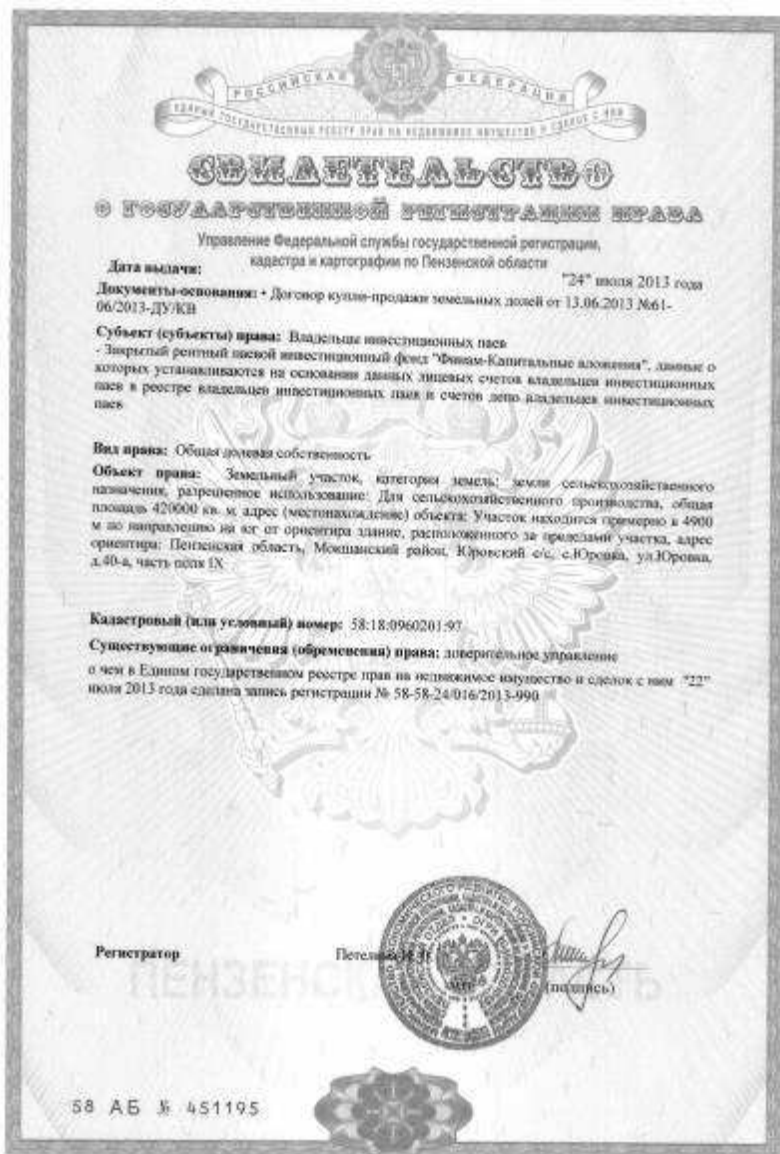 РОССИЙСКАЯ ФЕДЕРАЦИЯ
ЕДИНЫЙ ГОСУДАРСТВЕННЫЙ РЕЕСТР ПРАВ НА НЕДВИЖИМОЕ ИМУЩЕСТВО И СДЕЛОК С НИМ
СВИДЕТЕЛЬСТВО
О ГОСУДАРСТВЕННОЙ РЕГИСТРАЦИИ ПРАВА
Управление Федеральной службы государственной регистрации,
кадастра и картографии по Пензенской области
Дата выдачи: "24" июля 2013 года
Документы-основания: • Договор купли-продажи земельных долей от 13.06.2013 №61-
06/2013-ДУ/КВ
Субъект (субъекты) права: Владельцы инвестиционных паев
- Закрытый рентный паевой инвестиционный фонд "Финам-Капитальные вложения", данные о
которых устанавливаются на основании данных лицевых счетов владельцев инвестиционных
паев в реестре владельцев инвестиционных паев и счетов депо владельцев инвестиционных
паев
Вид права: Общая долевая собственность
Объект права: Земельный участок, категория земель: земли сельскохозяйственного
назначения, разрешенное использование: Для сельскохозяйственного производства, общая
площадь 420000 кв. м, адрес (местонахождение) объекта: Участок находится примерно в 4900
м по направлению на юг от ориентира здание, расположенного за пределами участка, адрес
ориентира: Пензенская область, Мокшанский район, Юровский с/с, с.Юровка, ул.Юровка,
д.40-а, часть поля IX
Кадастровый (или условный) номер: 58:18:0960201:97
Существующие ограничения (обременения) права: доверительное управление
о чем в Едином государственном реестре прав на недвижимое имущество и сделок с ним "22"
июля 2013 года сделана запись регистрации № 58-58-24/016/2013-990
Регистратор
(подпись)
58 АБ № 451195